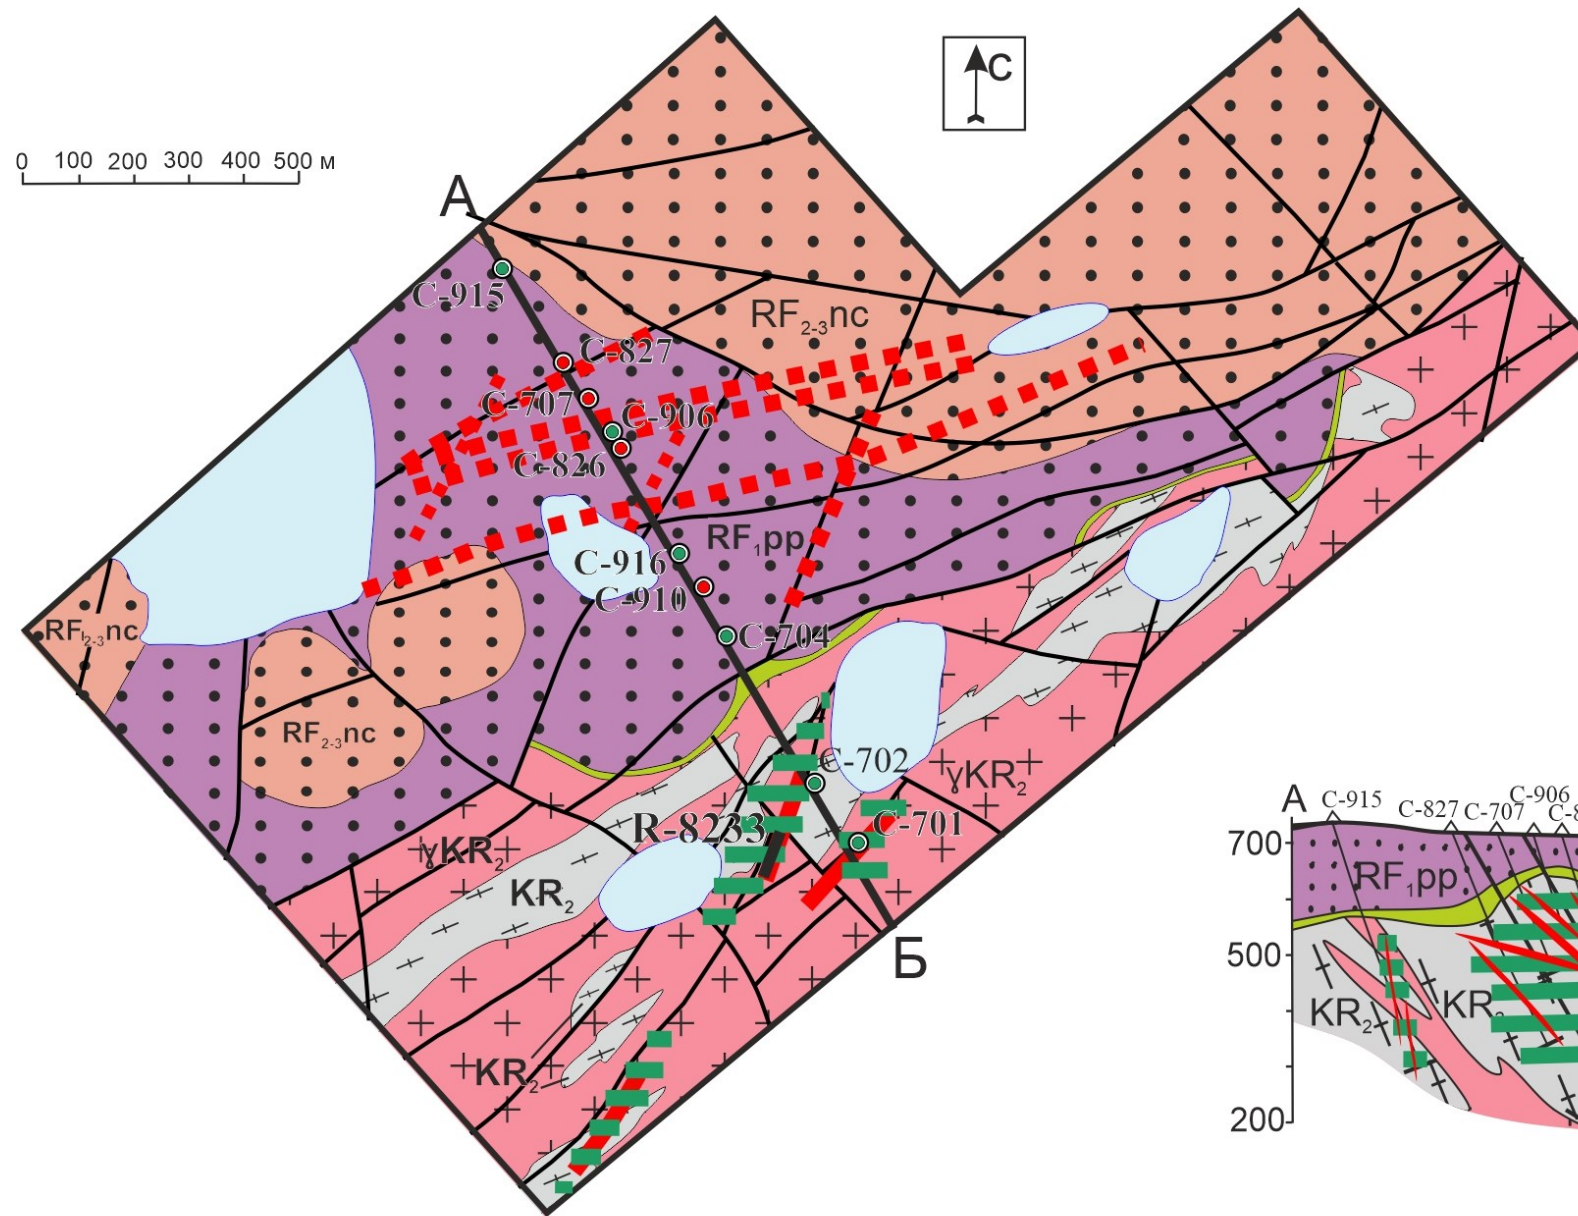 С
0 100 200 300 400 500 м
А
С-915
RF₂₋₃nc
С-827
С-707
С-906
С-826
RF₁pp
С-916
С-910
RF₂₋₃nc
С-704
RF₂₋₃nc
С-702
γKR₂
А С-915 С-827 С-707 С-906
R-8233
С-701
700
γKR₂
RF₁pp
KR₂
Б
500
KR₂
KR₂
KR₂
200